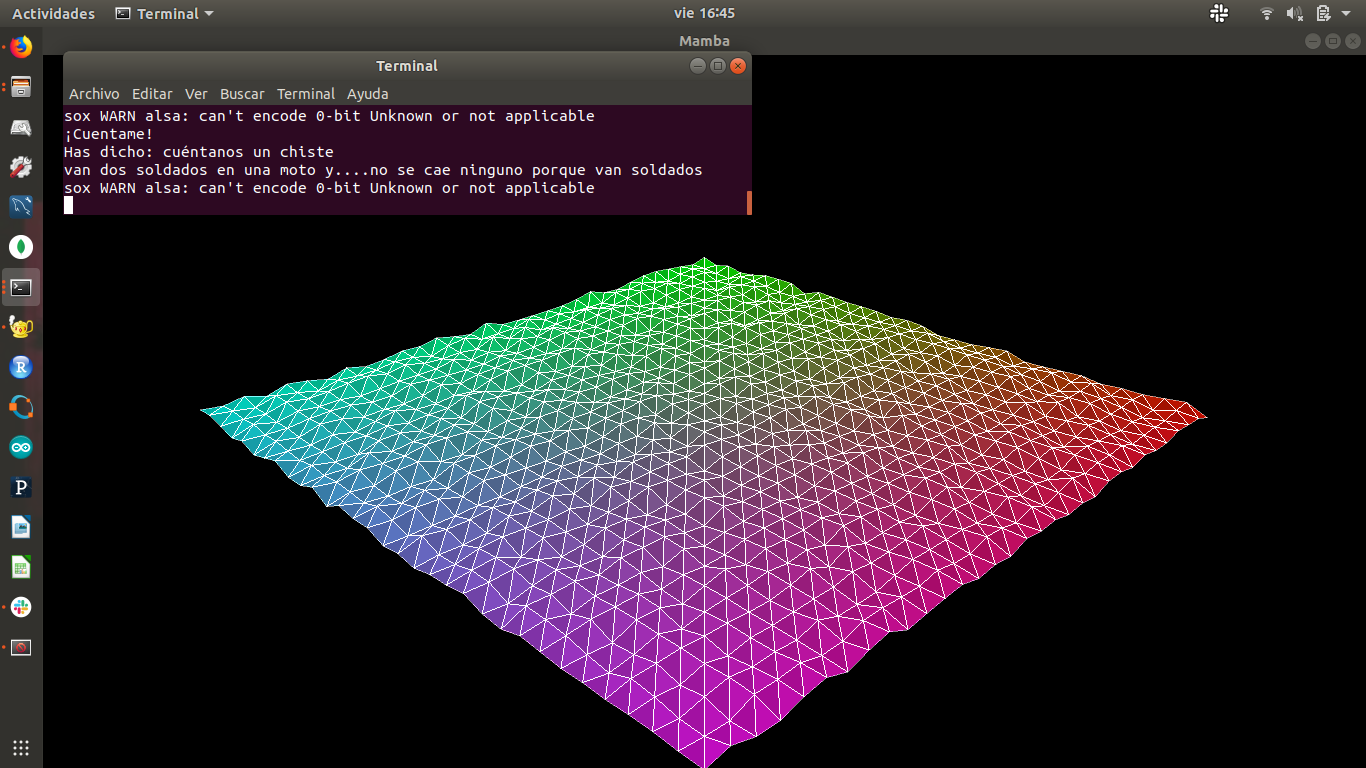 Actividades
Terminal
vie 16:45
Mamba
Terminal
Archivo Editar Ver Buscar Terminal Ayuda
sox WARN alsa: can't encode 0-bit Unknown or not applicable
¡Cuentame!
Has dicho: cuéntanos un chiste
van dos soldados en una moto y....no se cae ninguno porque van soldados
sox WARN alsa: can't encode 0-bit Unknown or not applicable
R
P